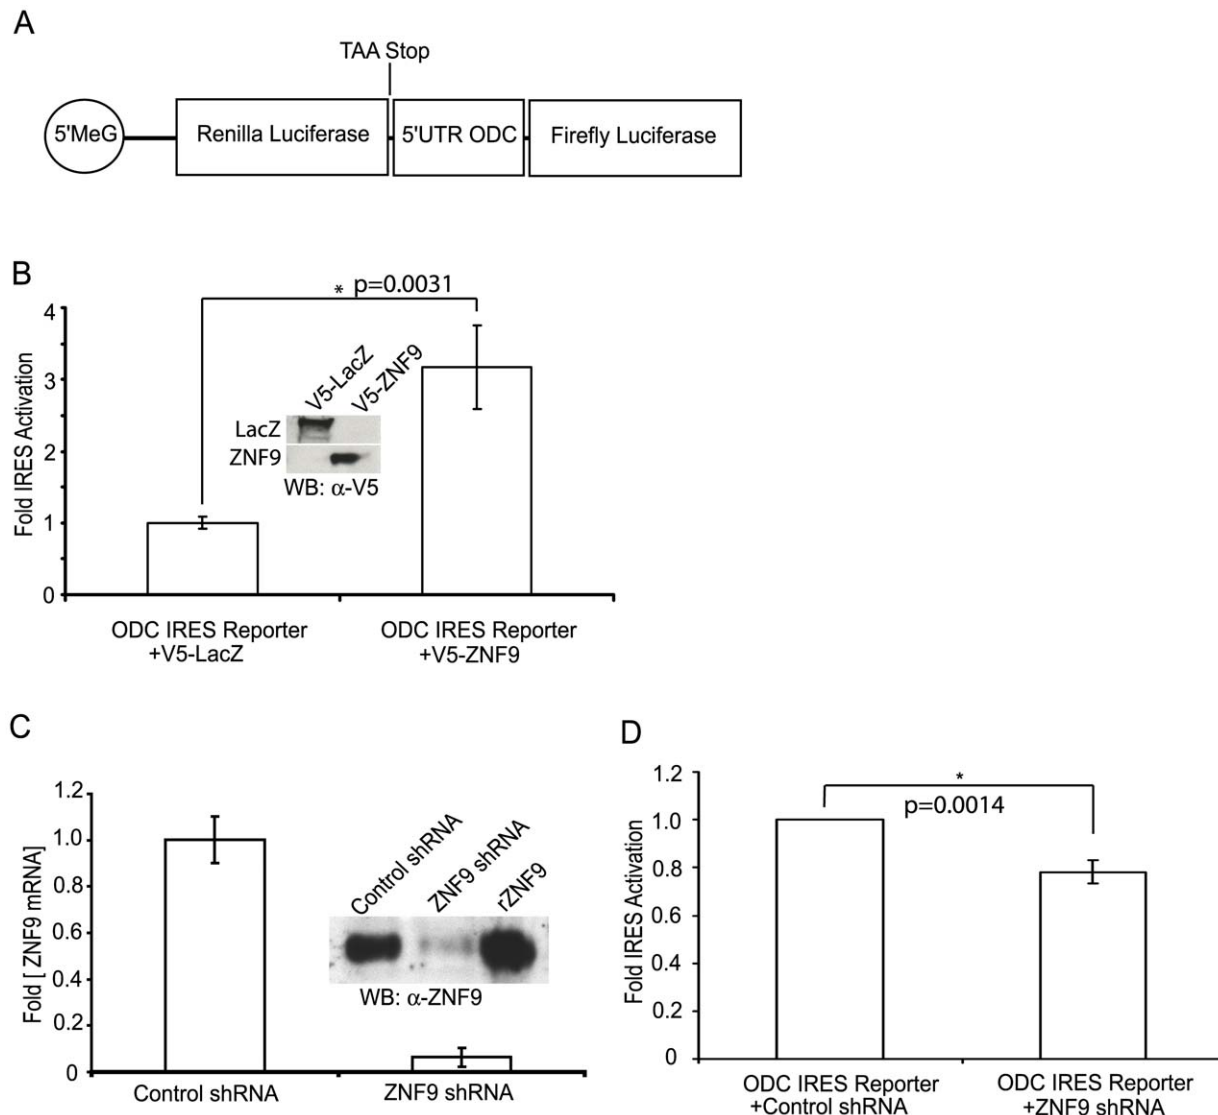 A
TAA Stop
5'MeG
Renilla Luciferase
5'UTR ODC
Firefly Luciferase
B
* p=0.0031
Fold IRES Activation
4
3
2
1
0
V5-LacZ
V5-ZNF9
LacZ
ZNF9
WB: α-V5
ODC IRES Reporter
+V5-LacZ
ODC IRES Reporter
+V5-ZNF9
C
Fold [ ZNF9 mRNA]
1.2
1.0
0.8
0.6
0.4
0.2
0
Control shRNA
ZNF9 shRNA
rZNF9
WB: α-ZNF9
Control shRNA
ZNF9 shRNA
D
*
p=0.0014
Fold IRES Activation
1.2
1.0
0.8
0.6
0.4
0.2
0
ODC IRES Reporter
+Control shRNA
ODC IRES Reporter
+ZNF9 shRNA